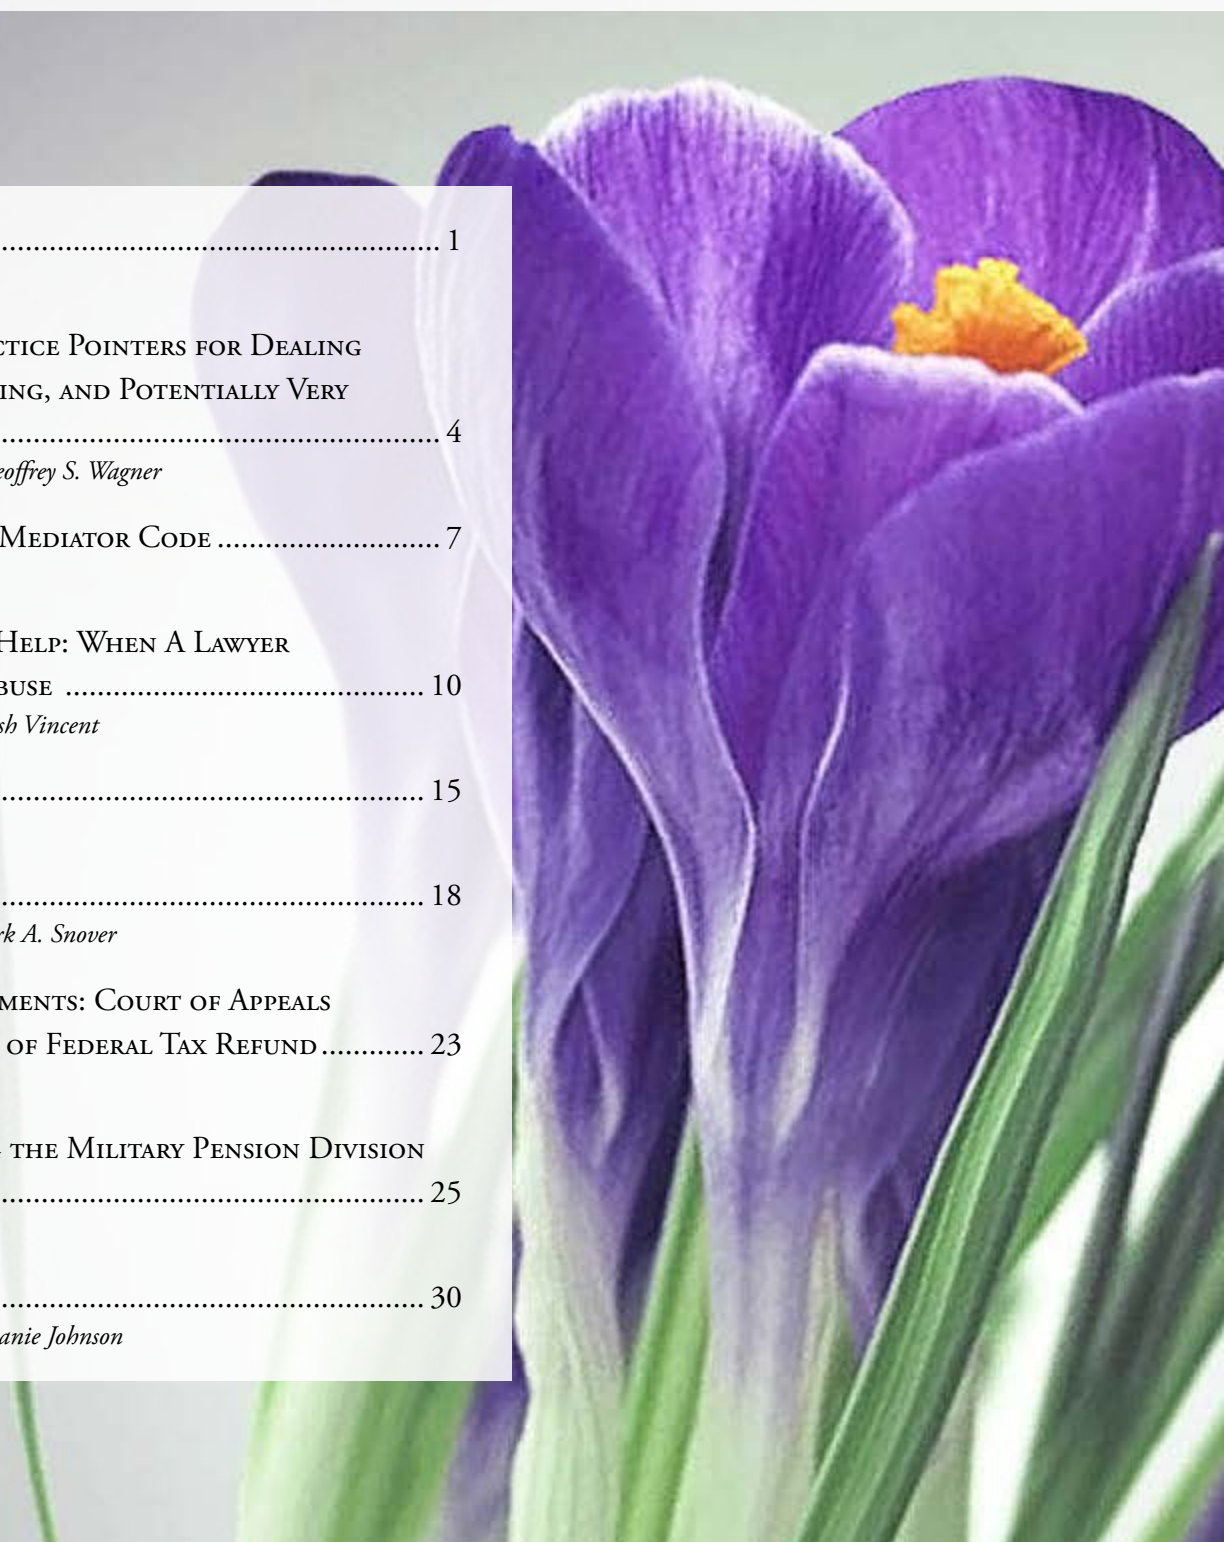 ........................................................ 1
CTICE POINTERS FOR DEALING
ING, AND POTENTIALLY VERY
........................................................ 4
eoffrey S. Wagner
MEDIATOR CODE ............................ 7
HELP: WHEN A LAWYER
BUSE ............................................. 10
sh Vincent
...................................................... 15
...................................................... 18
rk A. Snover
MENTS: COURT OF APPEALS
OF FEDERAL TAX REFUND ............. 23
THE MILITARY PENSION DIVISION
...................................................... 25
...................................................... 30
anie Johnson